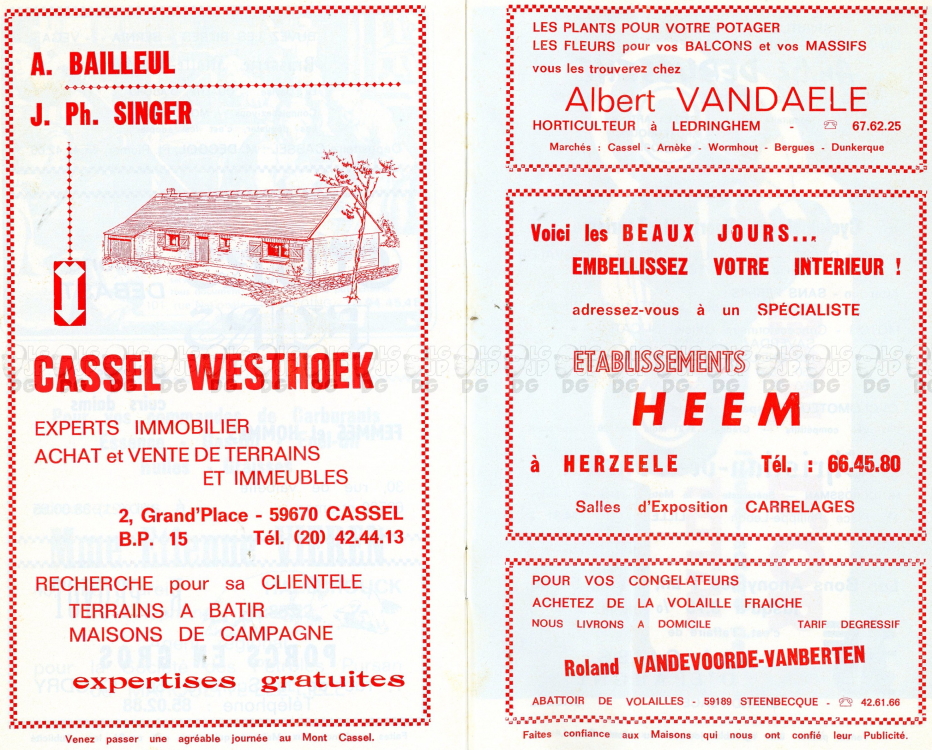 A. BAILLEUL
J. Ph. SINGER
CASSEL WESTHOEK
EXPERTS IMMOBILIER
ACHAT et VENTE DE TERRAINS
ET IMMEUBLES
2, Grand'Place - 59670 CASSEL
B.P. 15 Tél. (20) 42.44.13
RECHERCHE pour sa CLIENTELE
TERRAINS A BATIR
MAISONS DE CAMPAGNE
expertises gratuites
Venez passer une agréable journée au Mont Cassel.
LES PLANTS POUR VOTRE POTAGER
LES FLEURS pour vos BALCONS et vos MASSIFS
vous les trouverez chez
Albert VANDAELE
HORTICULTEUR à LEDRINGHEM - ☏ 67.62.25
Marchés : Cassel - Arnèke - Wormhout - Bergues - Dunkerque
Voici les BEAUX JOURS...
EMBELLISSEZ VOTRE INTERIEUR !
adressez-vous à un SPÉCIALISTE
ETABLISSEMENTS
HEEM
à HERZEELE Tél. : 66.45.80
Salles d'Exposition CARRELAGES
POUR VOS CONGELATEURS
ACHETEZ DE LA VOLAILLE FRAICHE
NOUS LIVRONS A DOMICILE TARIF DEGRESSIF
Roland VANDEVOORDE-VANBERTEN
ABATTOIR DE VOLAILLES - 59189 STEENBECQUE - ☏ 42.61.66
Faites confiance aux Maisons qui nous ont confié leur Publicité.